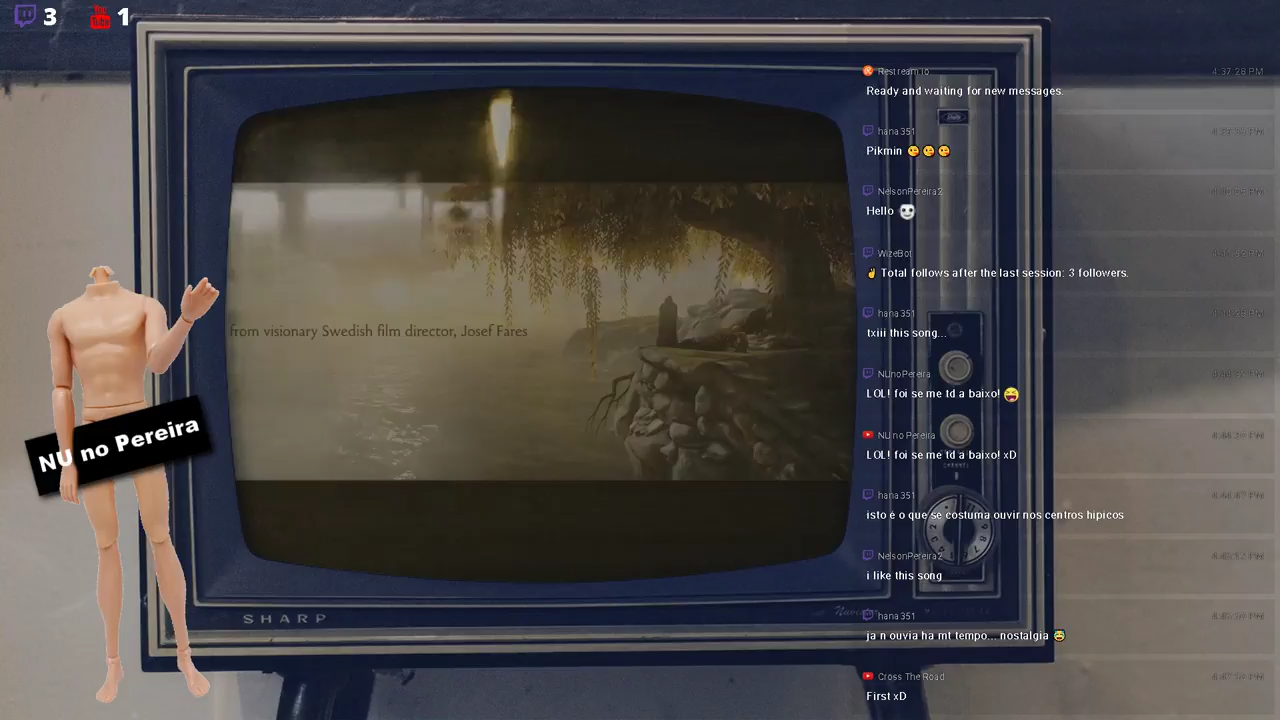 3
1
Restream.io
4:37:28 PM
Ready and waiting for new messages.
hana351
Pikmin
NelsonPereira2
Hello
WizeBot
Total follows after the last session: 3 followers.
hana351
txiii this song...
from visionary Swedish film director, Josef Fares
NUnoPereira
LOL! foi se me td a baixo!
NU no Pereira
NU no Pereira
LOL! foi se me td a baixo! xD
hana351
isto é o que se costuma ouvir nos centros hipicos
NelsonPereira2
i like this song
SHARP
hana351
ja n ouvia ha mt tempo... nostalgia
Cross The Road
First xD